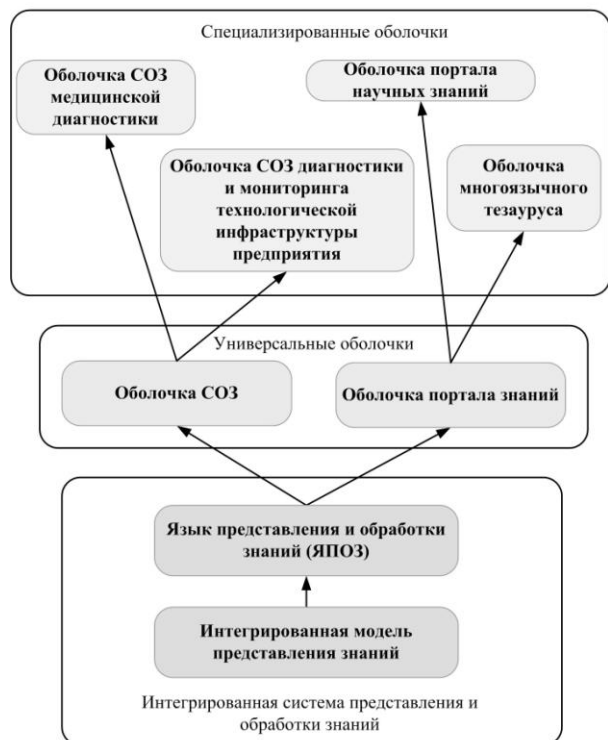 Специализированные оболочки
Оболочка СОЗ
медицинской
диагностики
Оболочка портала
научных знаний
Оболочка СОЗ диагностики
и мониторинга
технологической
инфраструктуры
предприятия
Оболочка
многоязычного
тезауруса
Универсальные оболочки
Оболочка СОЗ
Оболочка портала знаний
Язык представления и обработки
знаний (ЯПОЗ)
Интегрированная модель
представления знаний
Интегрированная система представления и
обработки знаний